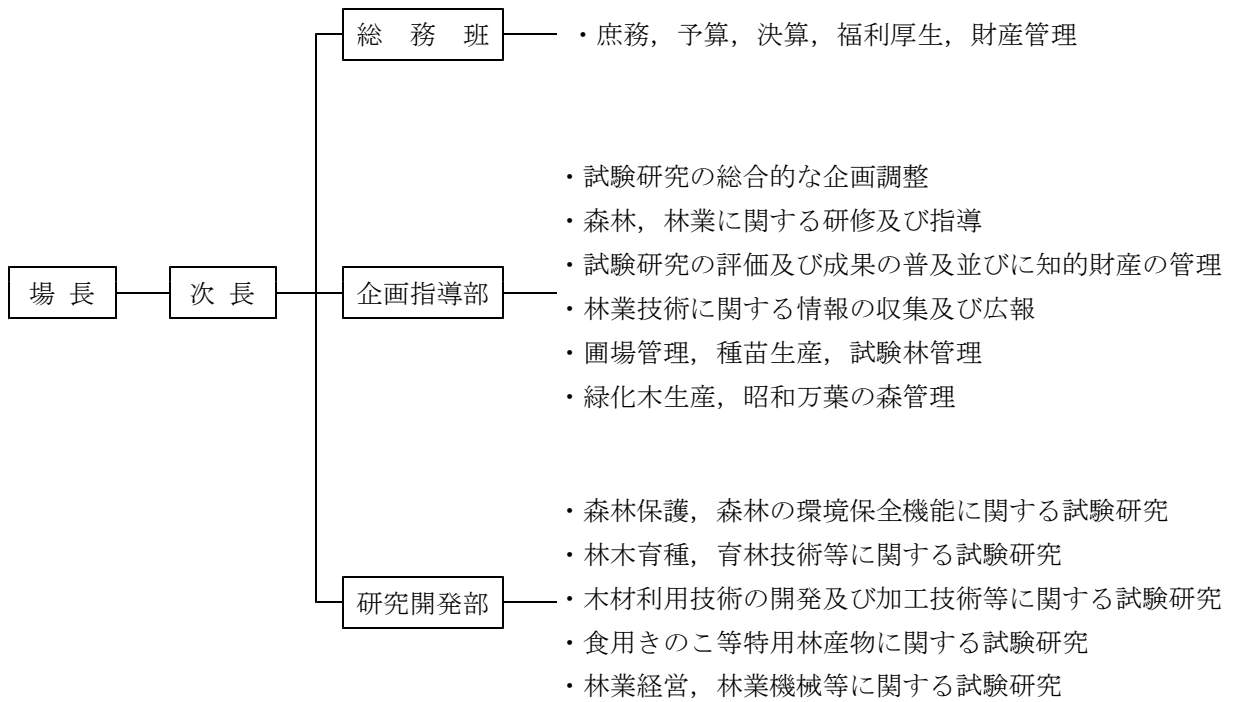 総務班
・庶務，予算，決算，福利厚生，財産管理
・試験研究の総合的な企画調整
・森林，林業に関する研修及び指導
・試験研究の評価及び成果の普及並びに知的財産の管理
場長
次長
企画指導部
・林業技術に関する情報の収集及び広報
・圃場管理，種苗生産，試験林管理
・緑化木生産，昭和万葉の森管理
・森林保護，森林の環境保全機能に関する試験研究
・林木育種，育林技術等に関する試験研究
研究開発部
・木材利用技術の開発及び加工技術等に関する試験研究
・食用きのこ等特用林産物に関する試験研究
・林業経営，林業機械等に関する試験研究